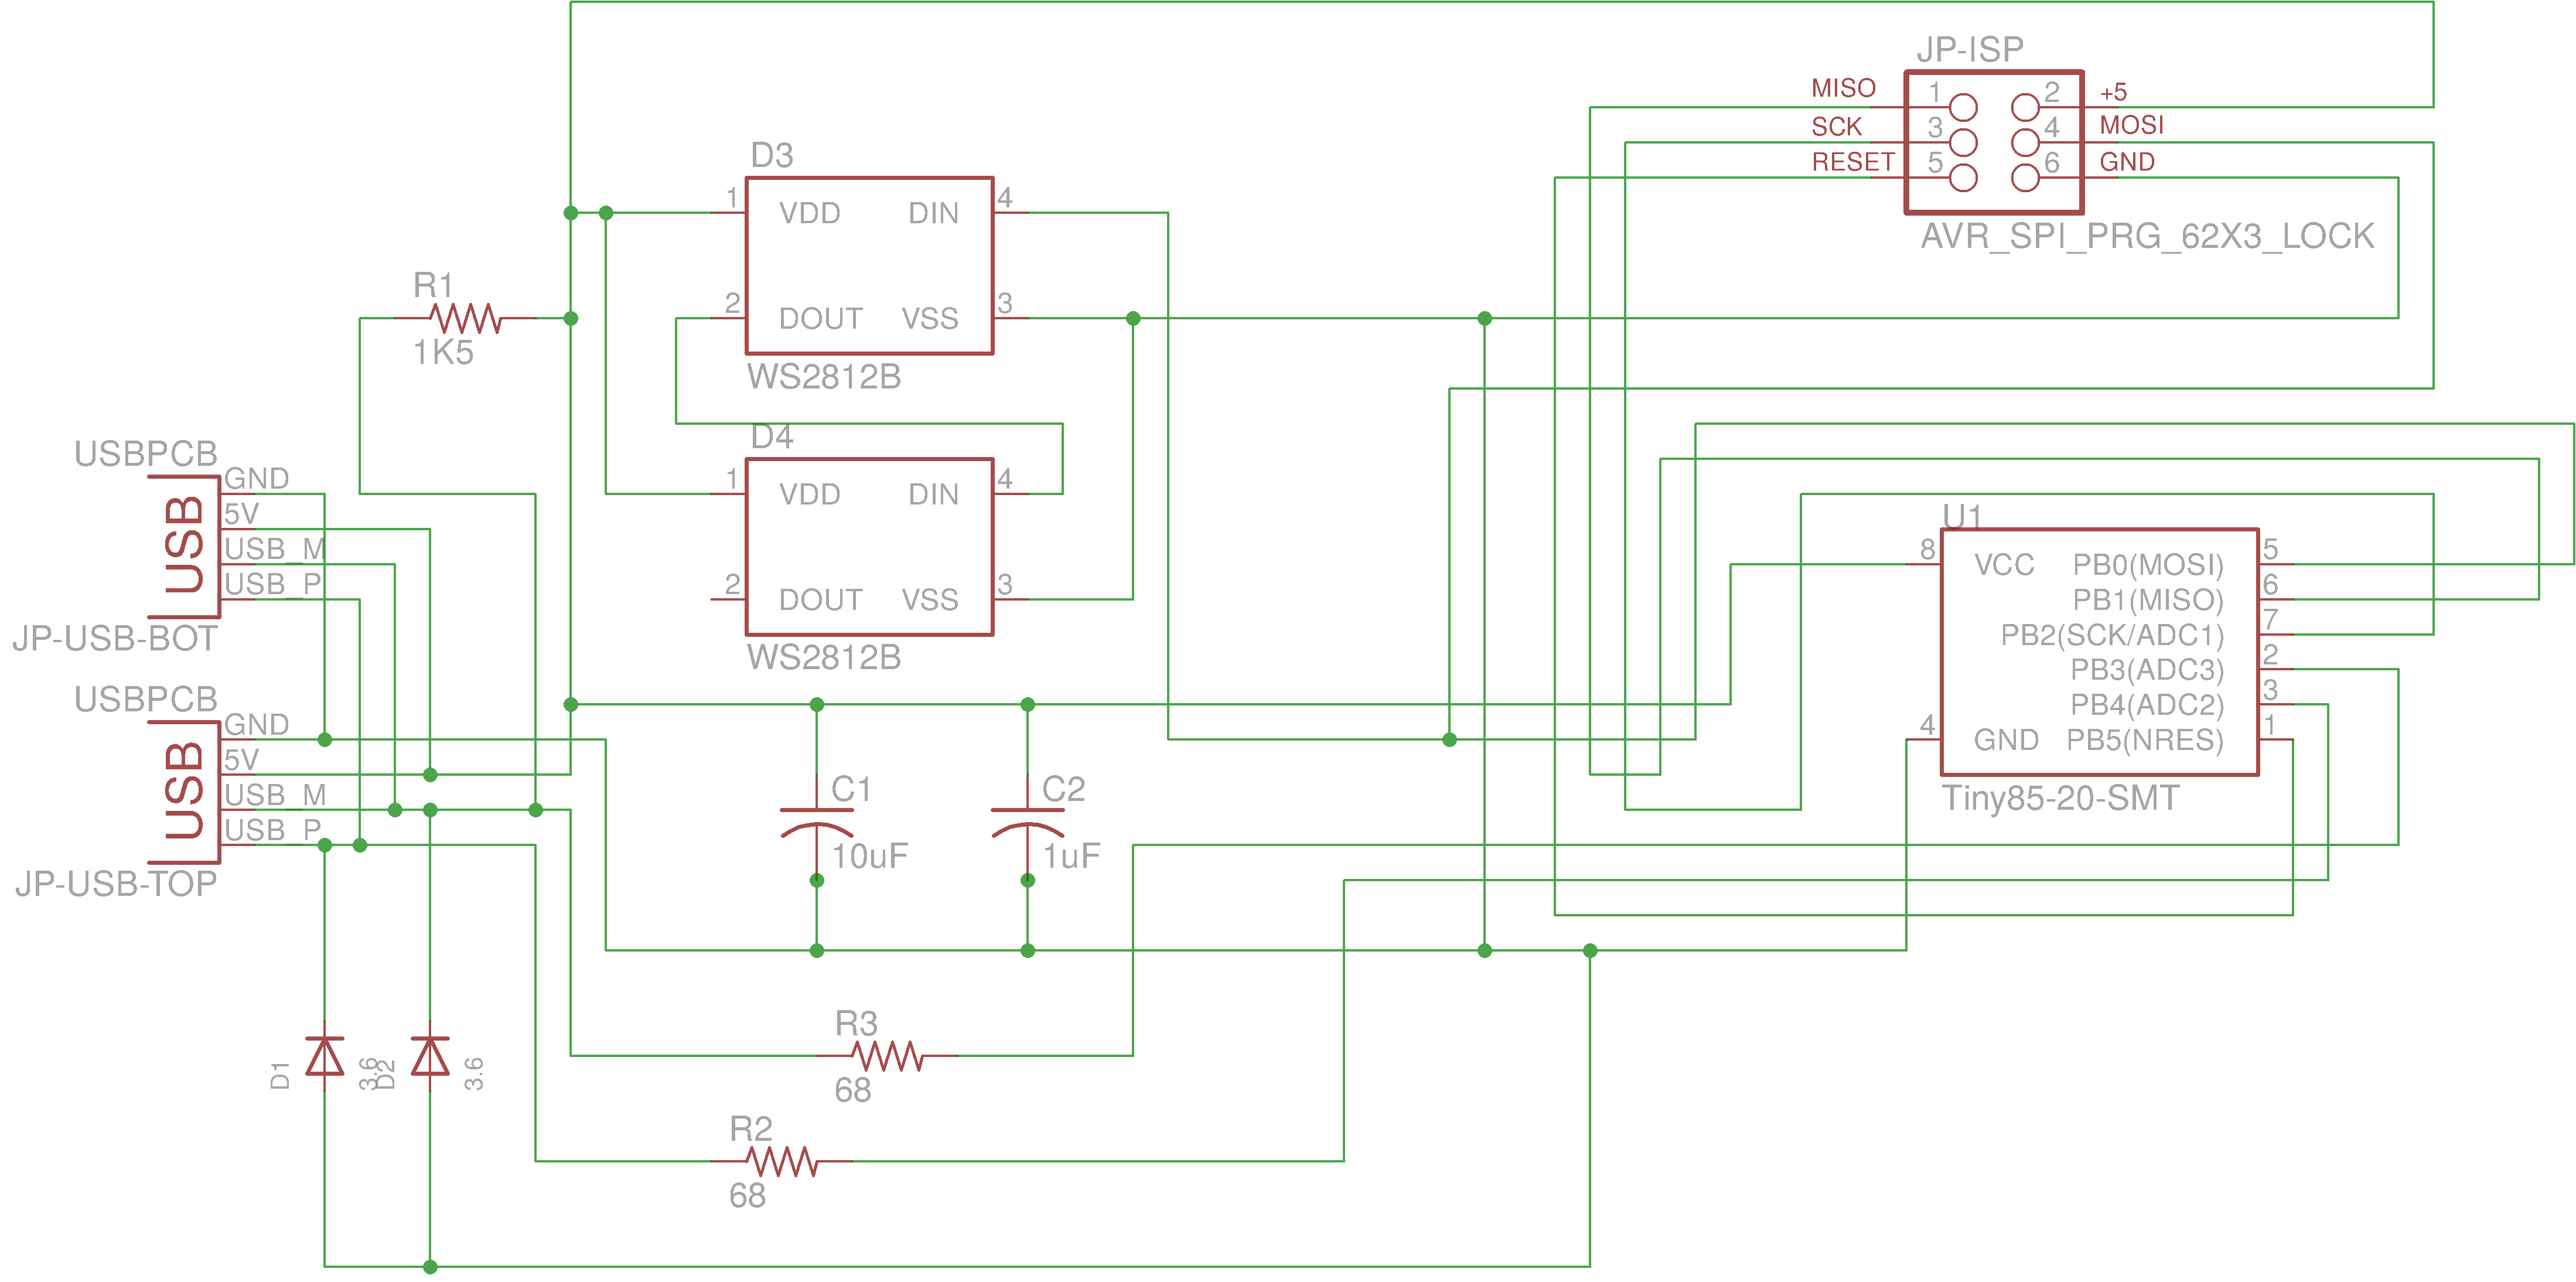 JP-ISP
MISO 1 2 +5
SCK 3 4 MOSI
RESET 5 6 GND
AVR_SPI_PRG_62X3_LOCK
D3
1 VDD DIN 4
2 DOUT VSS 3
WS2812B
R1
1K5
D4
1 VDD DIN 4
2 DOUT VSS 3
WS2812B
USBPCB
GND
5V
USB_M
USB_P
USB
JP-USB-BOT
USBPCB
GND
5V
USB_M
USB_P
USB
JP-USB-TOP
U1
8 VCC PB0(MOSI) 5
PB1(MISO) 6
PB2(SCK/ADC1) 7
PB3(ADC3) 2
PB4(ADC2) 3
4 GND PB5(NRES) 1
Tiny85-20-SMT
C1
10uF
C2
1uF
D1
3.6
D2
3.6
R3
68
R2
68